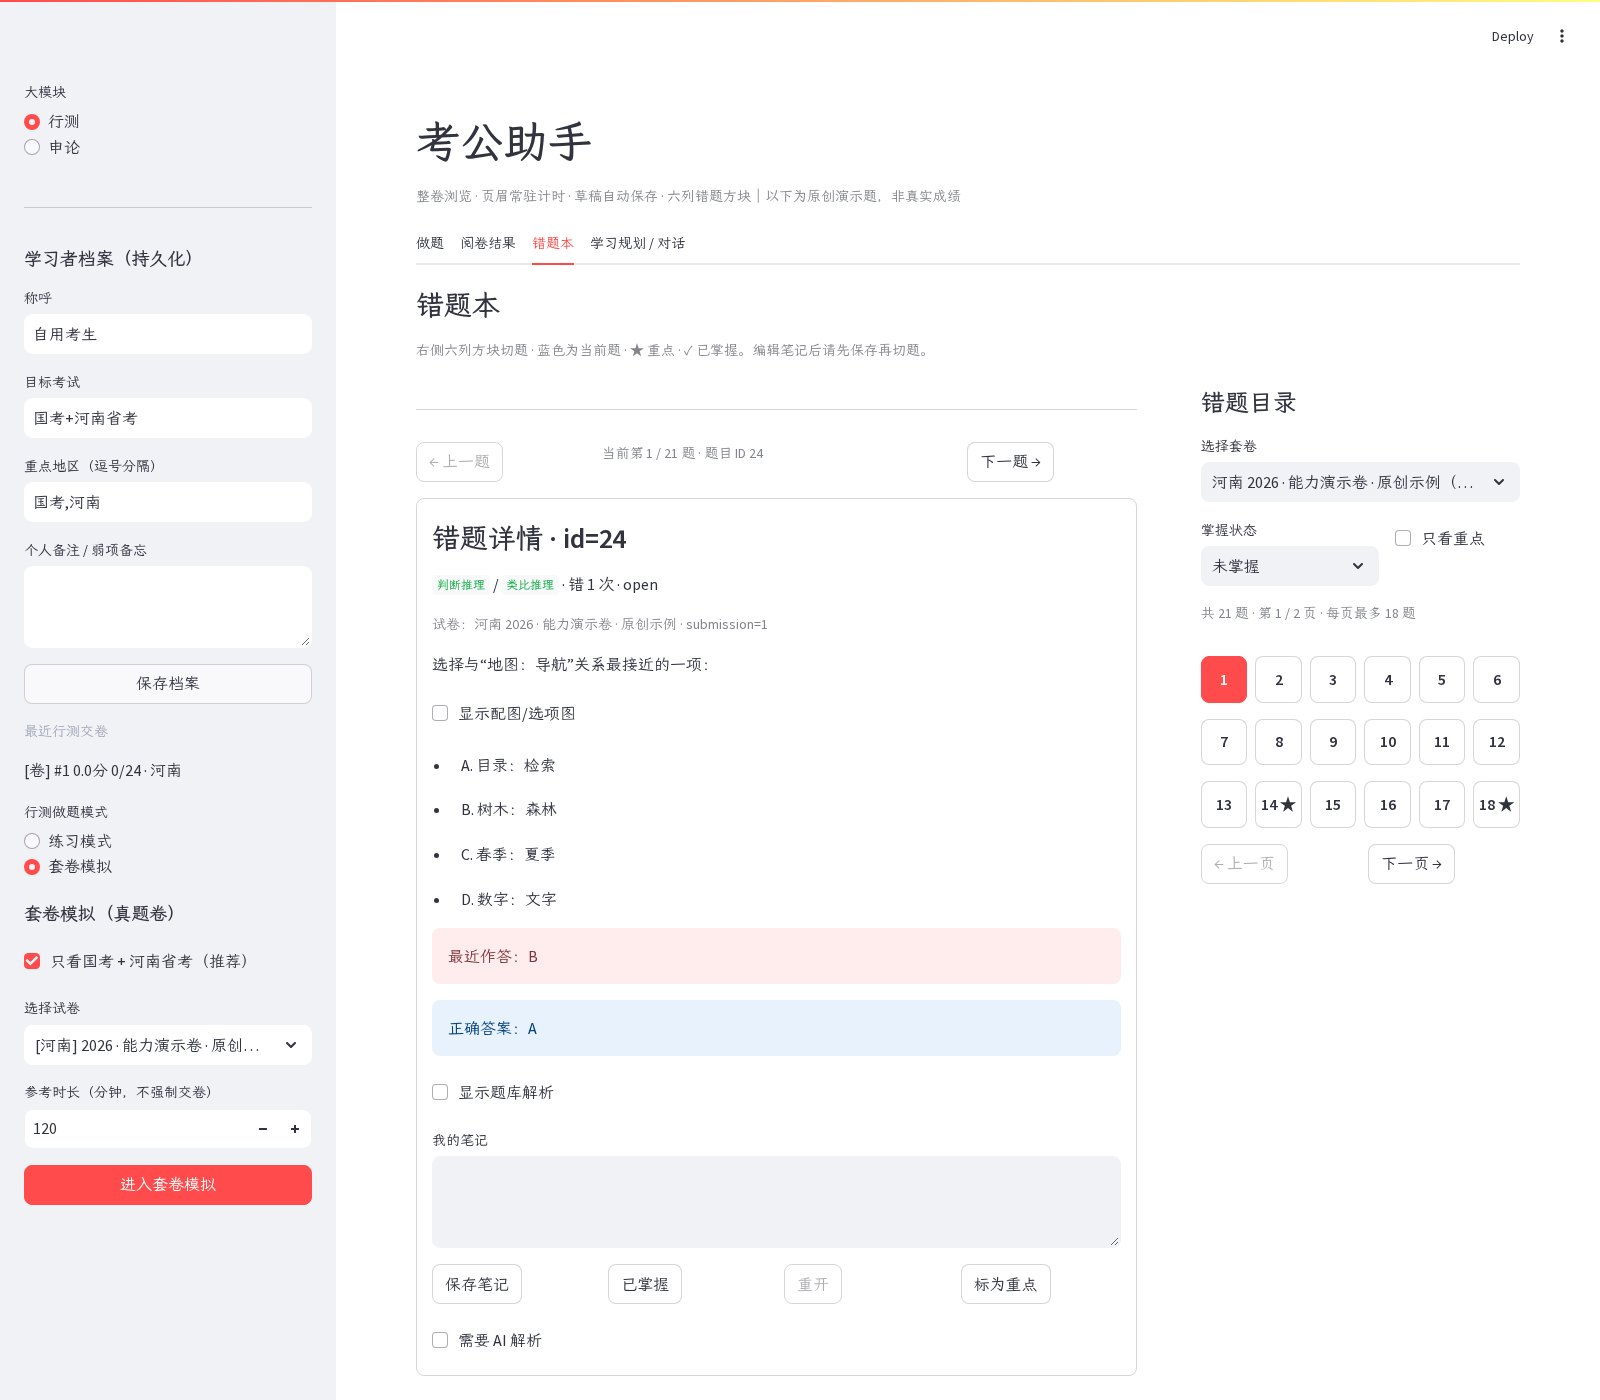 Deploy
大模块
行测
申论
学习者档案（持久化）
称呼
自用考生
目标考试
国考+河南省考
重点地区（逗号分隔）
国考,河南
个人备注 / 弱项备忘
保存档案
最近行测交卷
[卷] #1 0.0分 0/24 · 河南
行测做题模式
练习模式
套卷模拟
套卷模拟（真题卷）
只看国考 + 河南省考（推荐）
选择试卷
[河南] 2026 · 能力演示卷 · 原创...
参考时长（分钟，不强制交卷）
120
进入套卷模拟
考公助手
整卷浏览 · 页眉常驻计时 · 草稿自动保存 · 六列错题方块｜以下为原创演示题，非真实成绩
做题 阅卷结果 错题本 学习规划 / 对话
错题本
右侧六列方块切题 · 蓝色为当前题 · ★ 重点 · ✓ 已掌握。编辑笔记后请先保存再切题。
← 上一题 当前第 1 / 21 题 · 题目 ID 24 下一题 →
错题详情 · id=24
判断推理 / 类比推理 · 错 1 次 · open
试卷：河南 2026 · 能力演示卷 · 原创示例 · submission=1
选择与“地图：导航”关系最接近的一项：
显示配图/选项图
A. 目录：检索
B. 树木：森林
C. 春季：夏季
D. 数字：文字
最近作答：B
正确答案：A
显示题库解析
我的笔记
保存笔记 已掌握 重开 标为重点
需要 AI 解析
错题目录
选择套卷
河南 2026 · 能力演示卷 · 原创示例（...
掌握状态
未掌握
只看重点
共 21 题 · 第 1 / 2 页 · 每页最多 18 题
1 2 3 4 5 6
7 8 9 10 11 12
13 14 ★ 15 16 17 18 ★
← 上一页 下一页 →